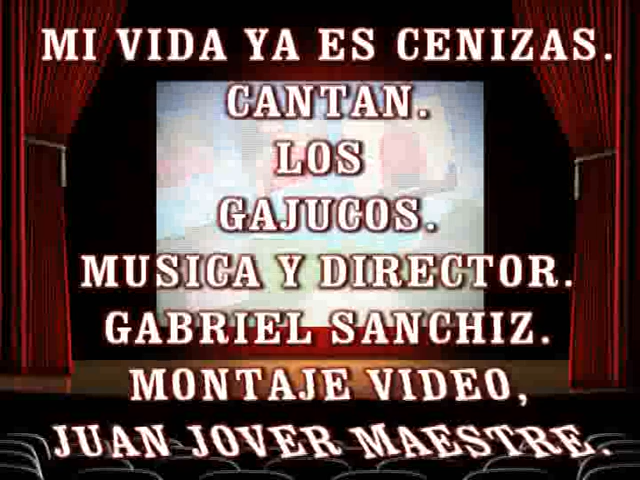 MI VIDA YA ES CENIZAS.
CANTAN.
LOS
GAJUCOS.
MUSICA Y DIRECTOR.
GABRIEL SANCHIZ.
MONTAJE VIDEO,
JUAN JOVER MAESTRE.